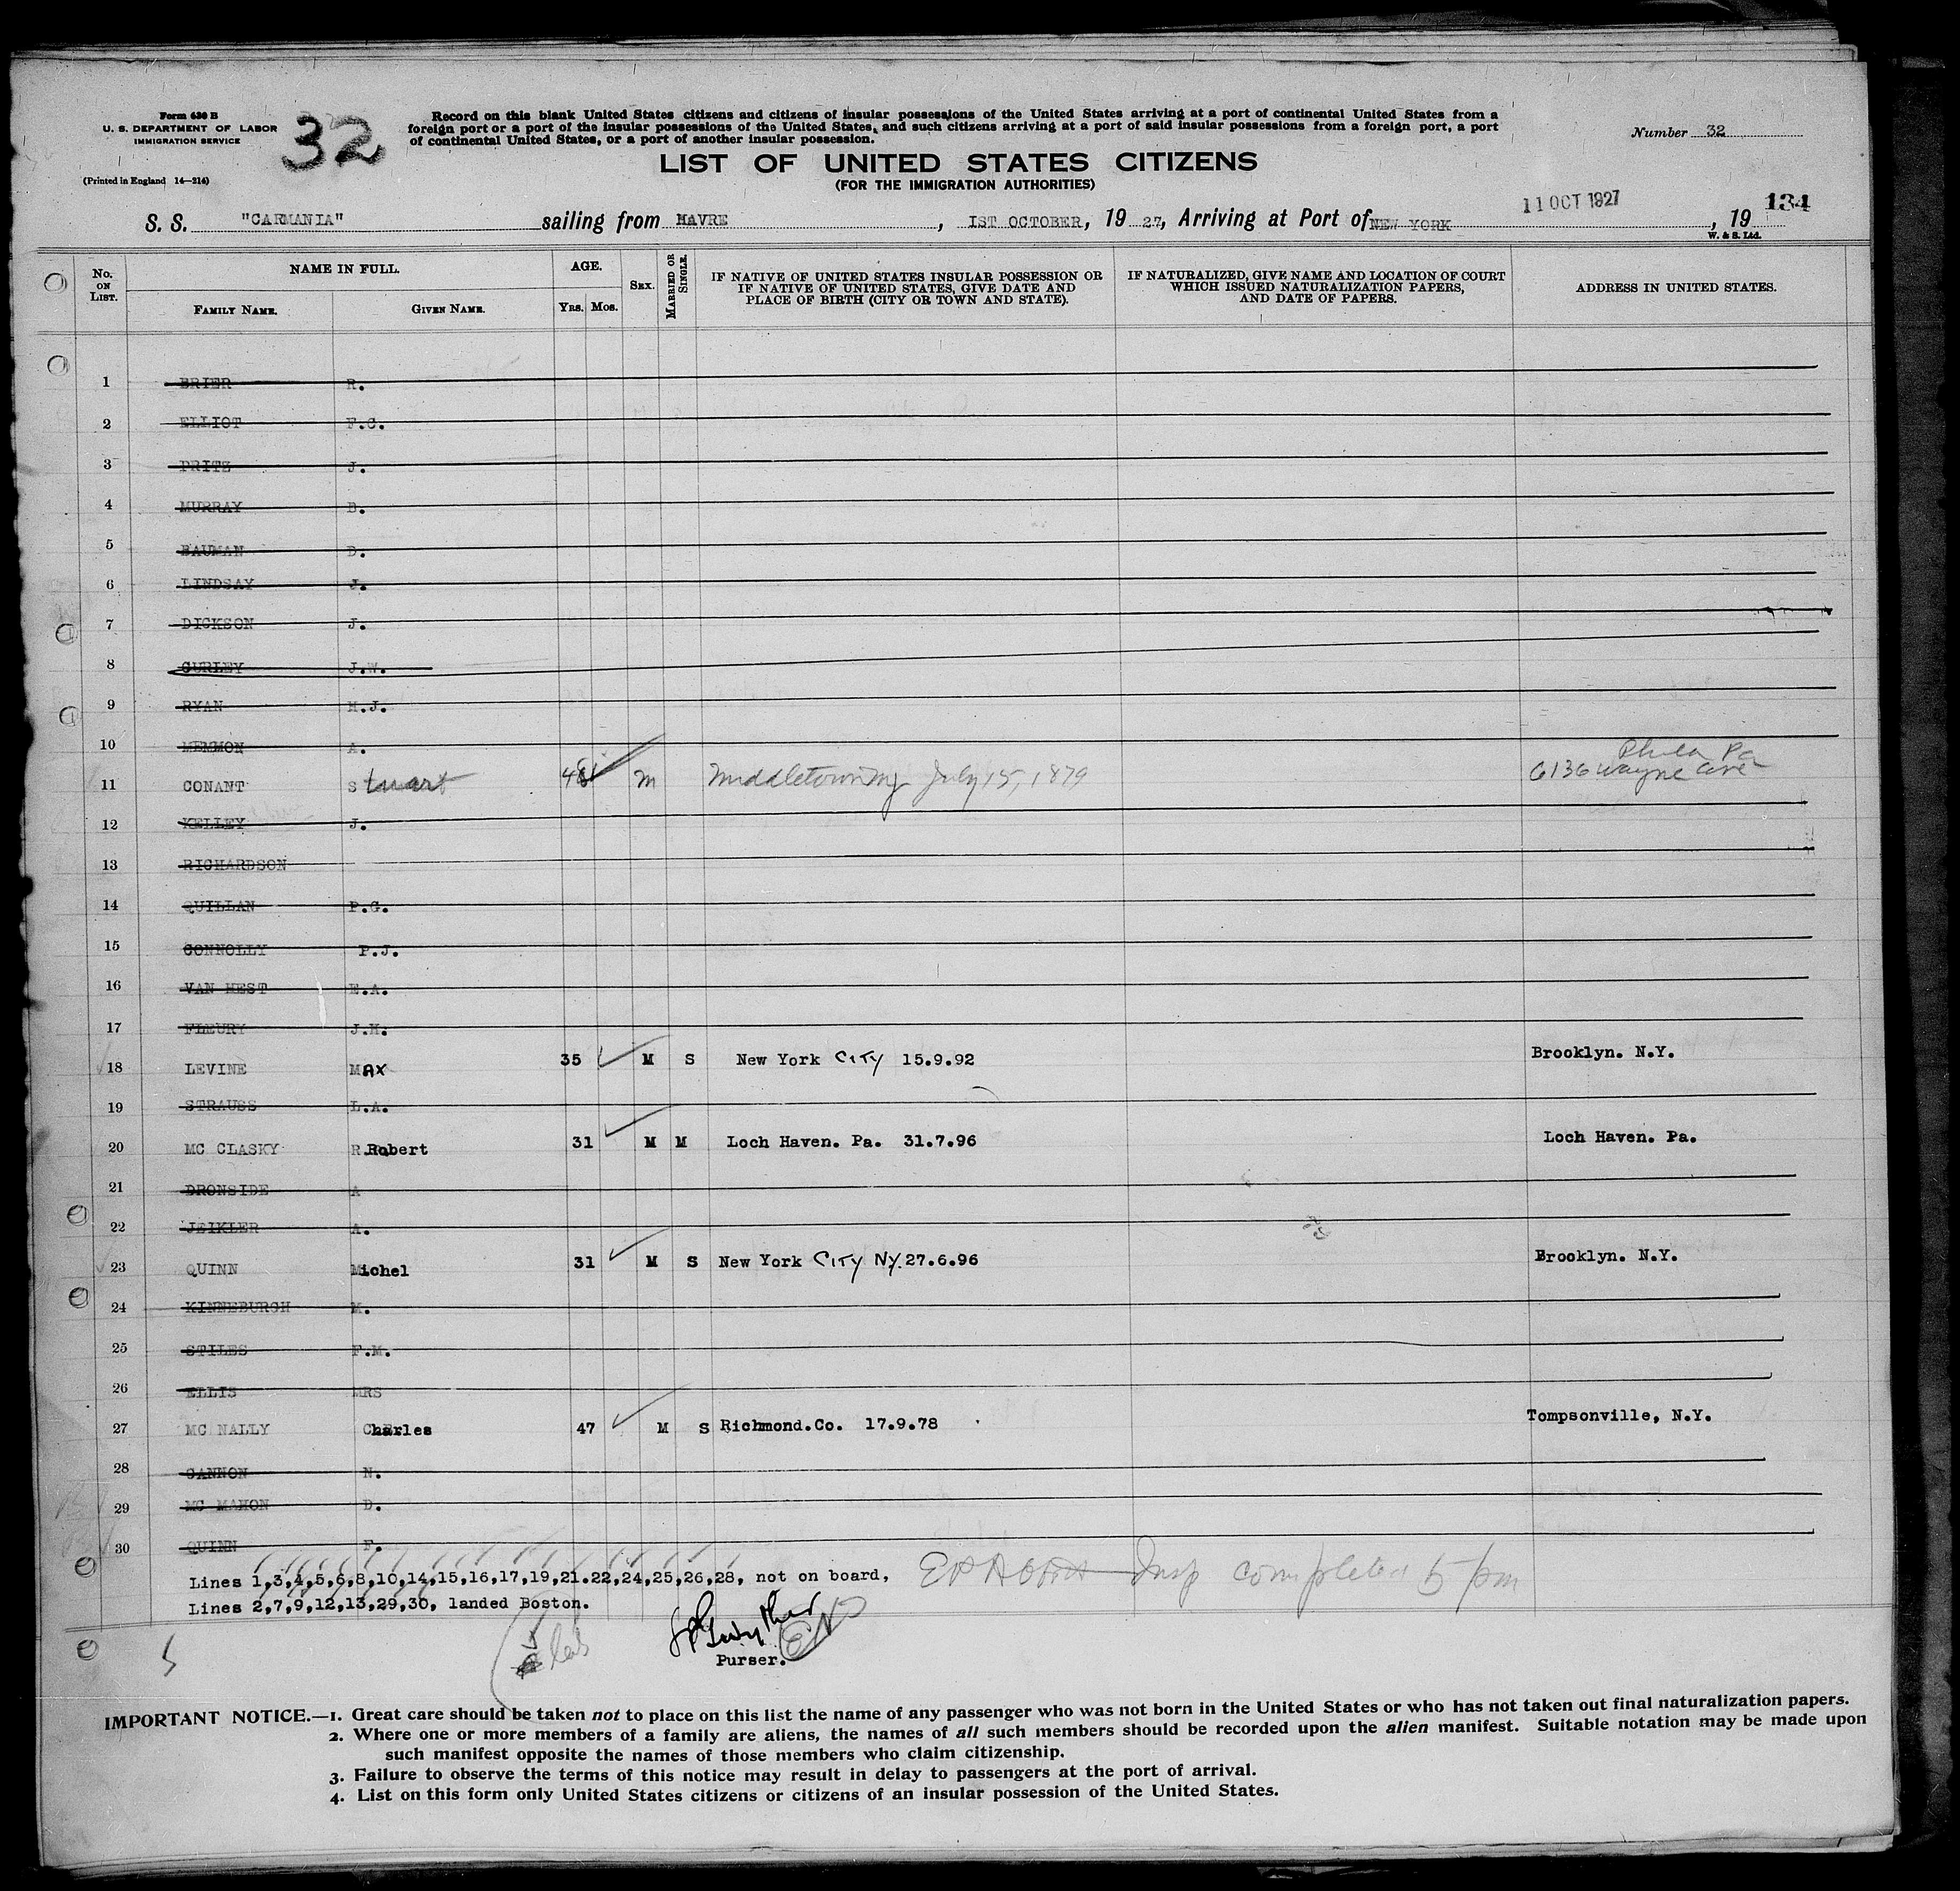 Form 630 B
U. S. DEPARTMENT OF LABOR
IMMIGRATION SERVICE
(Printed in England 14—214)
32
Record on this blank United States citizens and citizens of insular possessions of the United States arriving at a port of continental United States from a
foreign port or a port of the insular possessions of the United States, and such citizens arriving at a port of said insular possessions from a foreign port, a port
of continental United States, or a port of another insular possession.
Number 32
LIST OF UNITED STATES CITIZENS
(FOR THE IMMIGRATION AUTHORITIES)
11 OCT 1927
134
S. S. "CARMANIA" sailing from HAVRE, IST OCTOBER, 19 27, Arriving at Port of NEW YORK, 19
W. & S. Ltd.
No. ON LIST.
NAME IN FULL.
FAMILY NAME. GIVEN NAME.
AGE.
YRS. MOS.
SEX.
MARRIED OR SINGLE.
IF NATIVE OF UNITED STATES INSULAR POSSESSION OR
IF NATIVE OF UNITED STATES, GIVE DATE AND
PLACE OF BIRTH (CITY OR TOWN AND STATE).
IF NATURALIZED, GIVE NAME AND LOCATION OF COURT
WHICH ISSUED NATURALIZATION PAPERS,
AND DATE OF PAPERS.
ADDRESS IN UNITED STATES.
1 BRIER R.
2 ELLIOT F.C.
3 PRITZ J.
4 MURRAY
5 BAUMAN D.
6 LINDSAY J.
7 DICKSON J.
8 CURLEY J.W.
9 RYAN M.J.
10 MEMMON A.
Phila Pa
11 CONANT Stuart 48 m Middletown Ny July 15, 1879 6136 Wayne Ave
12 KELLEY J.
13 RICHARDSON
14 QUILLAN P.G.
15 CONNOLLY P.J.
16 VAN MEST E.A.
17 FLEURY J.H.
18 LEVINE MAX 35 M S New York CITY 15.9.92 Brooklyn. N.Y.
19 STRAUSS L.A.
20 MC CLASKY R. Robert 31 M M Loch Haven. Pa. 31.7.96 Loch Haven. Pa.
21 DRONSIDE A
22 JEIKLER A.
23 QUINN Michel 31 M S New York CITY NY. 27.6.96 Brooklyn. N.Y.
24 KINNEBURGH M.
25 STILES F.M.
26 ELLIS MRS
27 MC NALLY Charles 47 M S Richmond.Co. 17.9.78 Tompsonville, N.Y.
28 CANNON N.
29 MC MAHON D.
30 QUINN F.
Lines 1,3,4,5,6,8,10,14,15,16,17,19,21.22,24,25,26,28, not on board,
Insp completed 5 pm
Lines 2,7,9,12,13,29,30, landed Boston.
Purser.
IMPORTANT NOTICE.—1. Great care should be taken not to place on this list the name of any passenger who was not born in the United States or who has not taken out final naturalization papers.
2. Where one or more members of a family are aliens, the names of all such members should be recorded upon the alien manifest. Suitable notation may be made upon
such manifest opposite the names of those members who claim citizenship.
3. Failure to observe the terms of this notice may result in delay to passengers at the port of arrival.
4. List on this form only United States citizens or citizens of an insular possession of the United States.